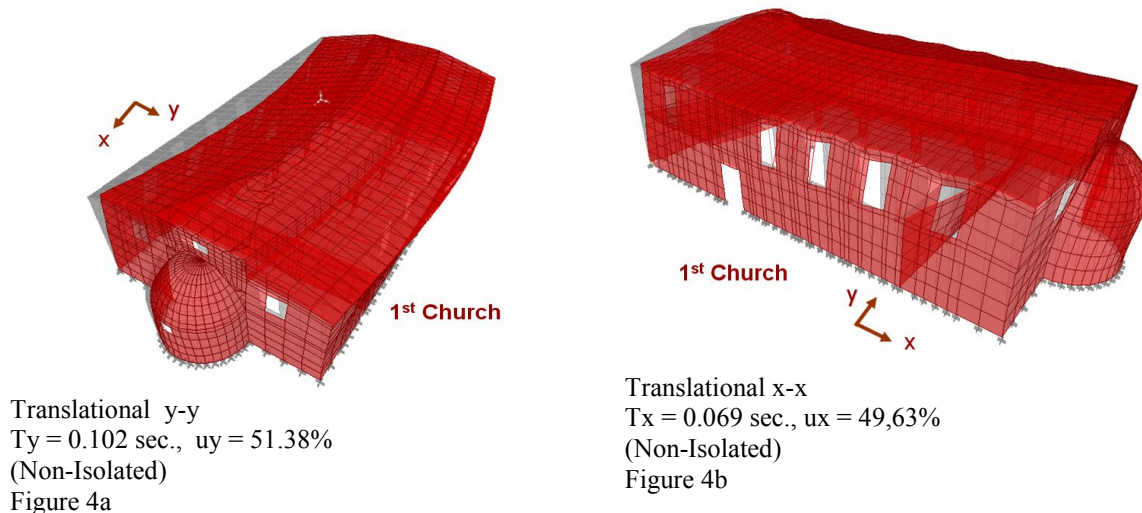 x
y
1st Church
Translational y-y
Ty = 0.102 sec., uy = 51.38%
(Non-Isolated)
Figure 4a
1st Church
y
x
Translational x-x
Tx = 0.069 sec., ux = 49,63%
(Non-Isolated)
Figure 4b